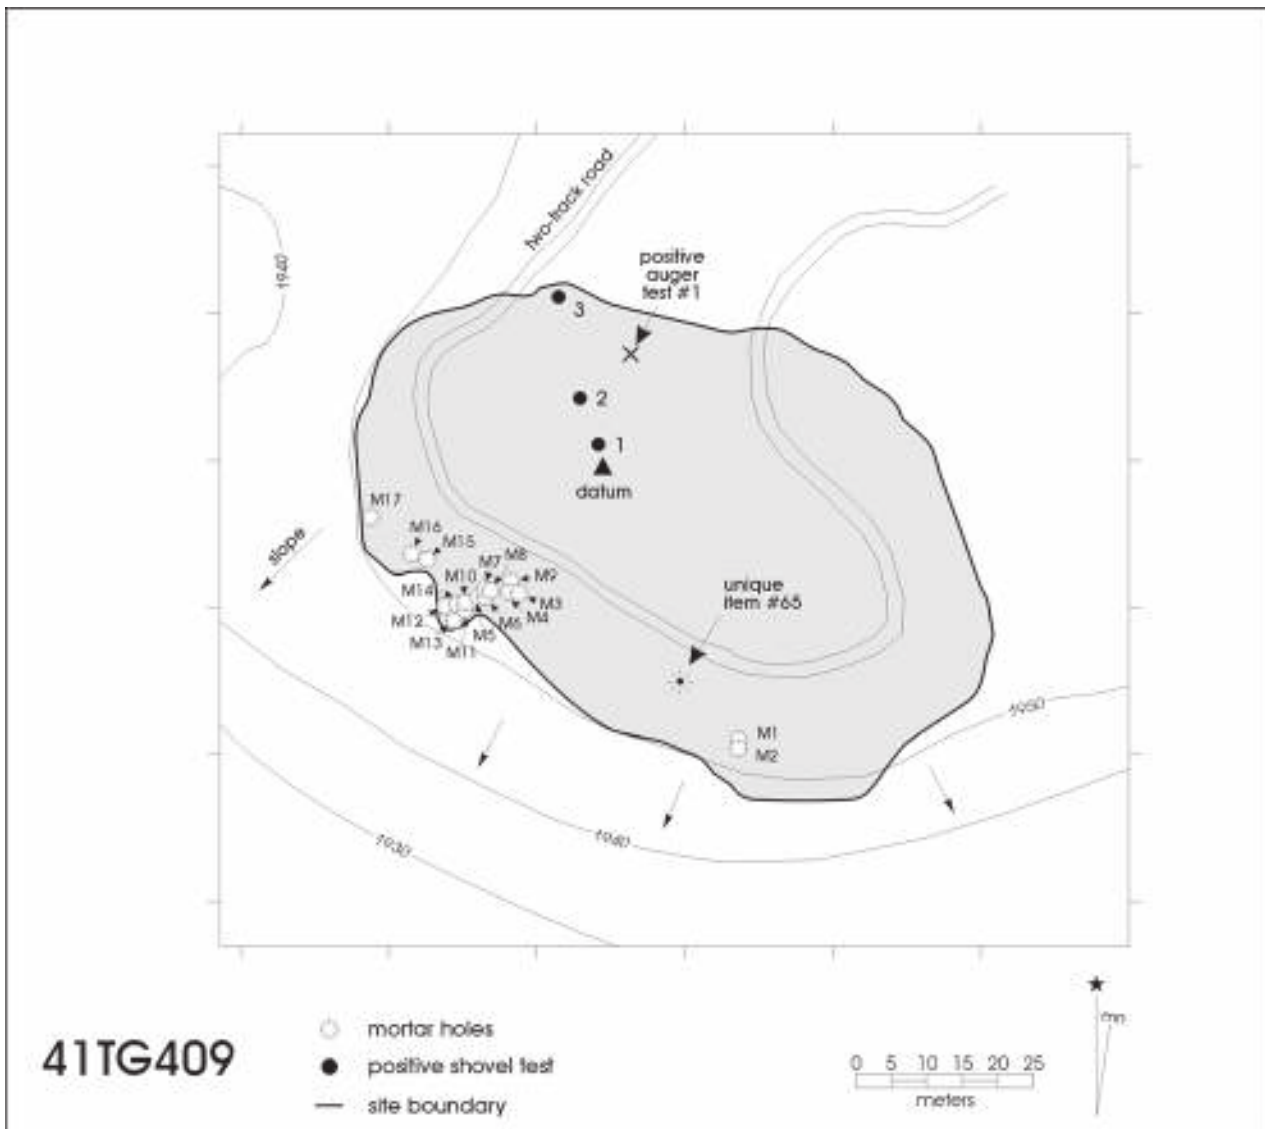 two-track road
1940
positive
auger
test #1
3
2
1
datum
M17
slope
M16
M15
M8
M7
M10
M9
M14
M3
M4
M12
M6
M5
M13
M11
unique
item #65
M1
M2
1950
1940
1930
41TG409
mortar holes
positive shovel test
site boundary
0 5 10 15 20 25
meters